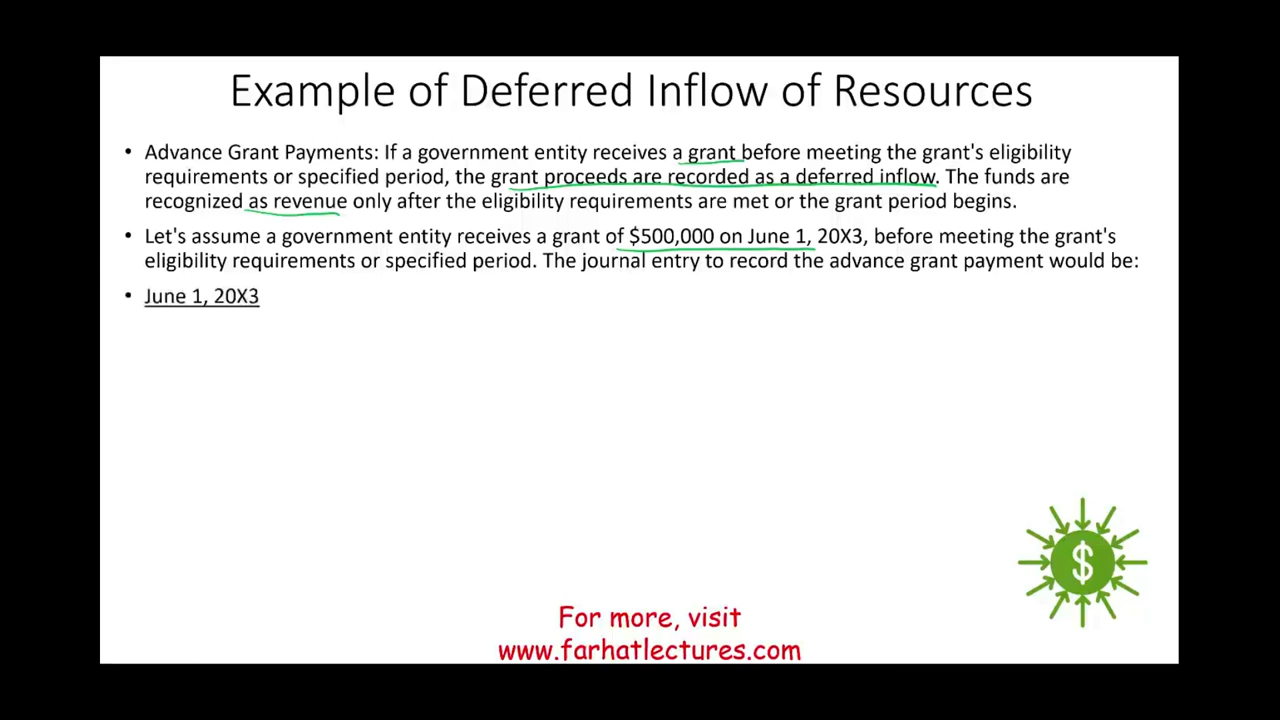 Example of Deferred Inflow of Resources
• Advance Grant Payments: If a government entity receives a grant before meeting the grant's eligibility
requirements or specified period, the grant proceeds are recorded as a deferred inflow. The funds are
recognized as revenue only after the eligibility requirements are met or the grant period begins.
• Let's assume a government entity receives a grant of $500,000 on June 1, 20X3, before meeting the grant's
eligibility requirements or specified period. The journal entry to record the advance grant payment would be:
• June 1, 20X3
$
For more, visit
www.farhatlectures.com